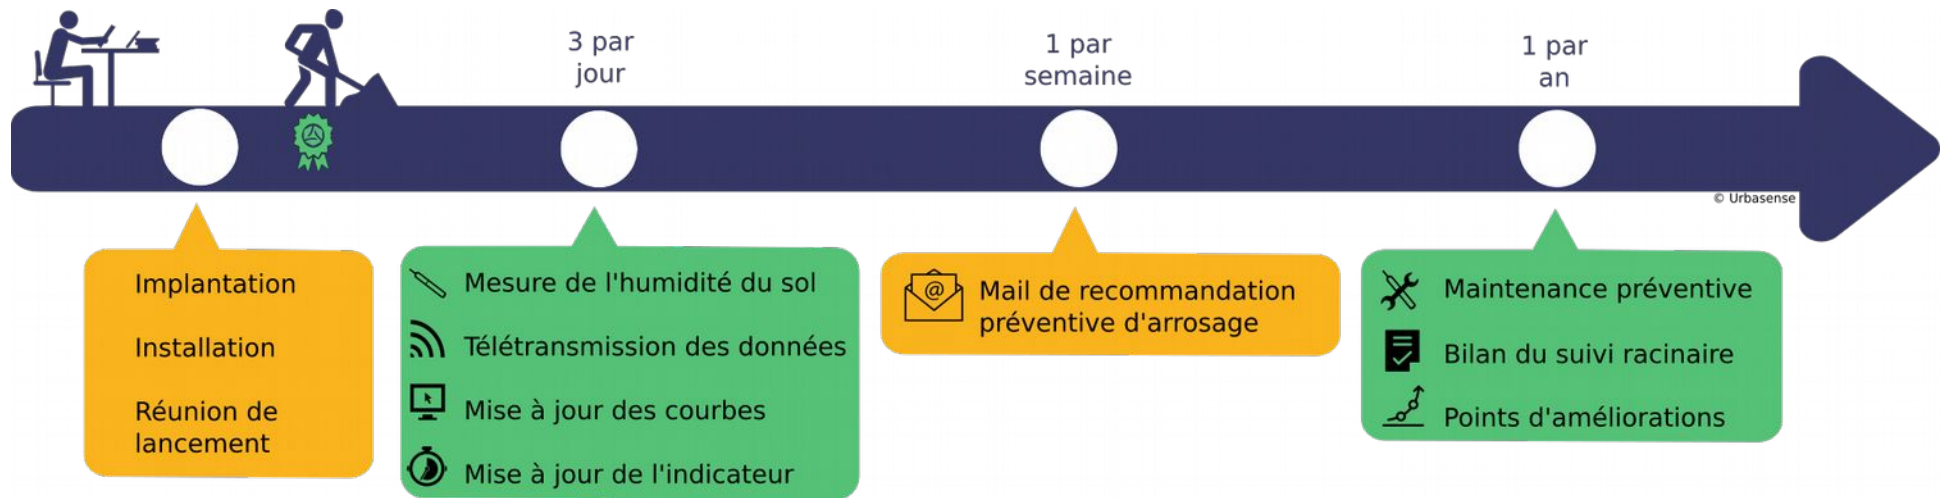 3 par
jour
1 par
semaine
1 par
an
© Urbasense
Implantation
Installation
Réunion de
lancement
Mesure de l'humidité du sol
Télétransmission des données
Mise à jour des courbes
Mise à jour de l'indicateur
@
Mail de recommandation
préventive d'arrosage
Maintenance préventive
Bilan du suivi racinaire
Points d'améliorations